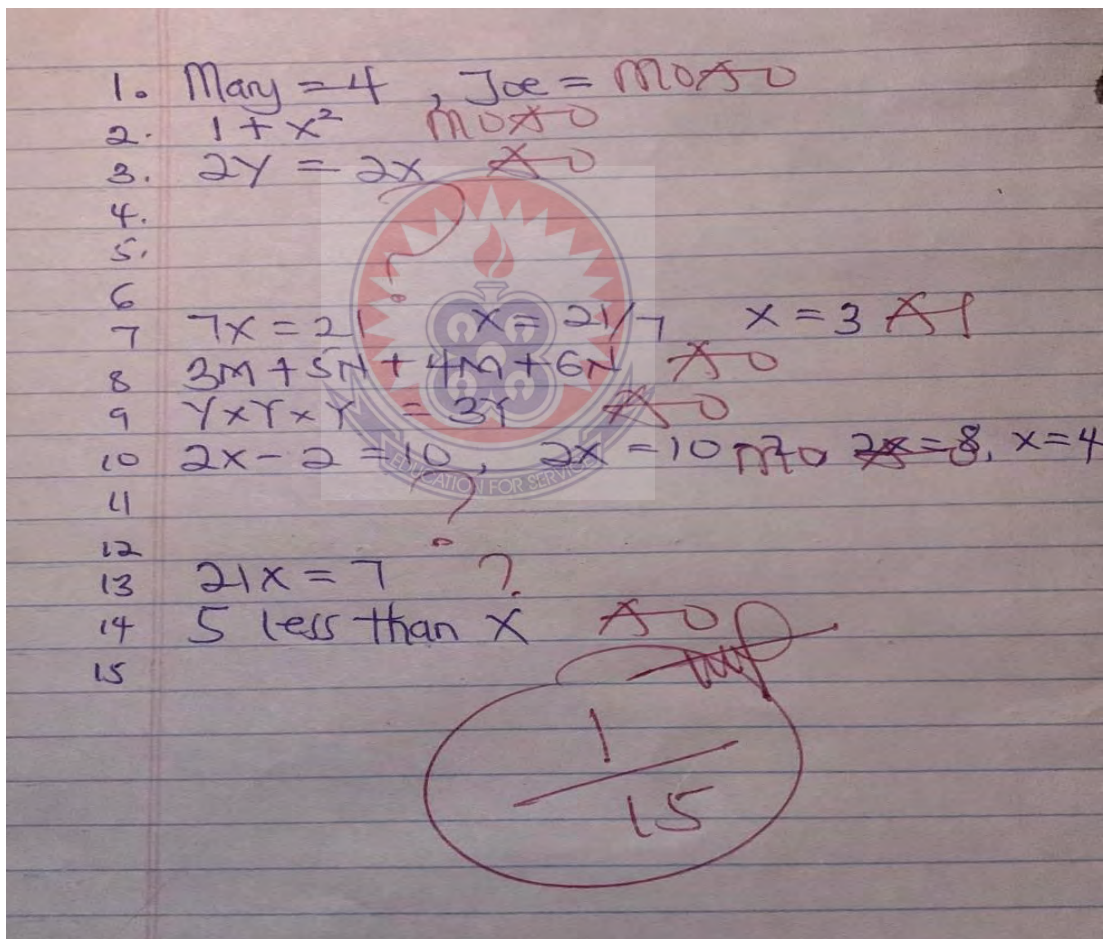 1. Mary = 4 , Joe = M0A0
2. 1 + x² M0A0
3. 2Y = 2X A0
4. ?
5.
6
7 7X = 21 X = 21/7 X = 3 A1
8 3M + 5N + 4M + 6N A0
9 Y×Y×Y = 3Y A0
10 2X - 2 = 10, 2X = 10 M0 2X = 8, X = 4
EDUCATION FOR SERVICE
11 ?
12
13 21X = 7 ?
14 5 less than X A0
15
1
15